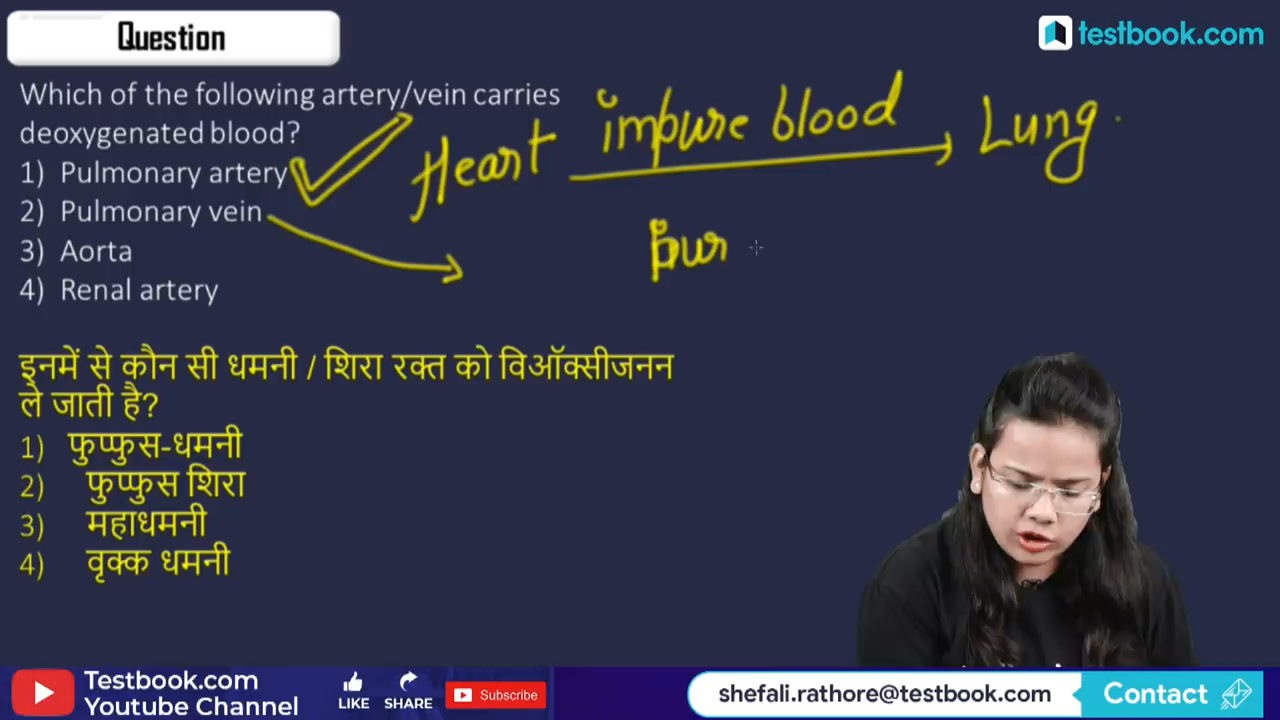 Question
testbook.com
Which of the following artery/vein carries
deoxygenated blood?
1) Pulmonary artery
2) Pulmonary vein
3) Aorta
4) Renal artery
Heart impure blood Lung
pur
इनमें से कौन सी धमनी / शिरा रक्त को विऑक्सीजनन
ले जाती है?
1) फुप्फुस-धमनी
2) फुप्फुस शिरा
3) महाधमनी
4) वृक्क धमनी
Testbook.com
Youtube Channel
LIKE
SHARE
Subscribe
shefali.rathore@testbook.com
Contact